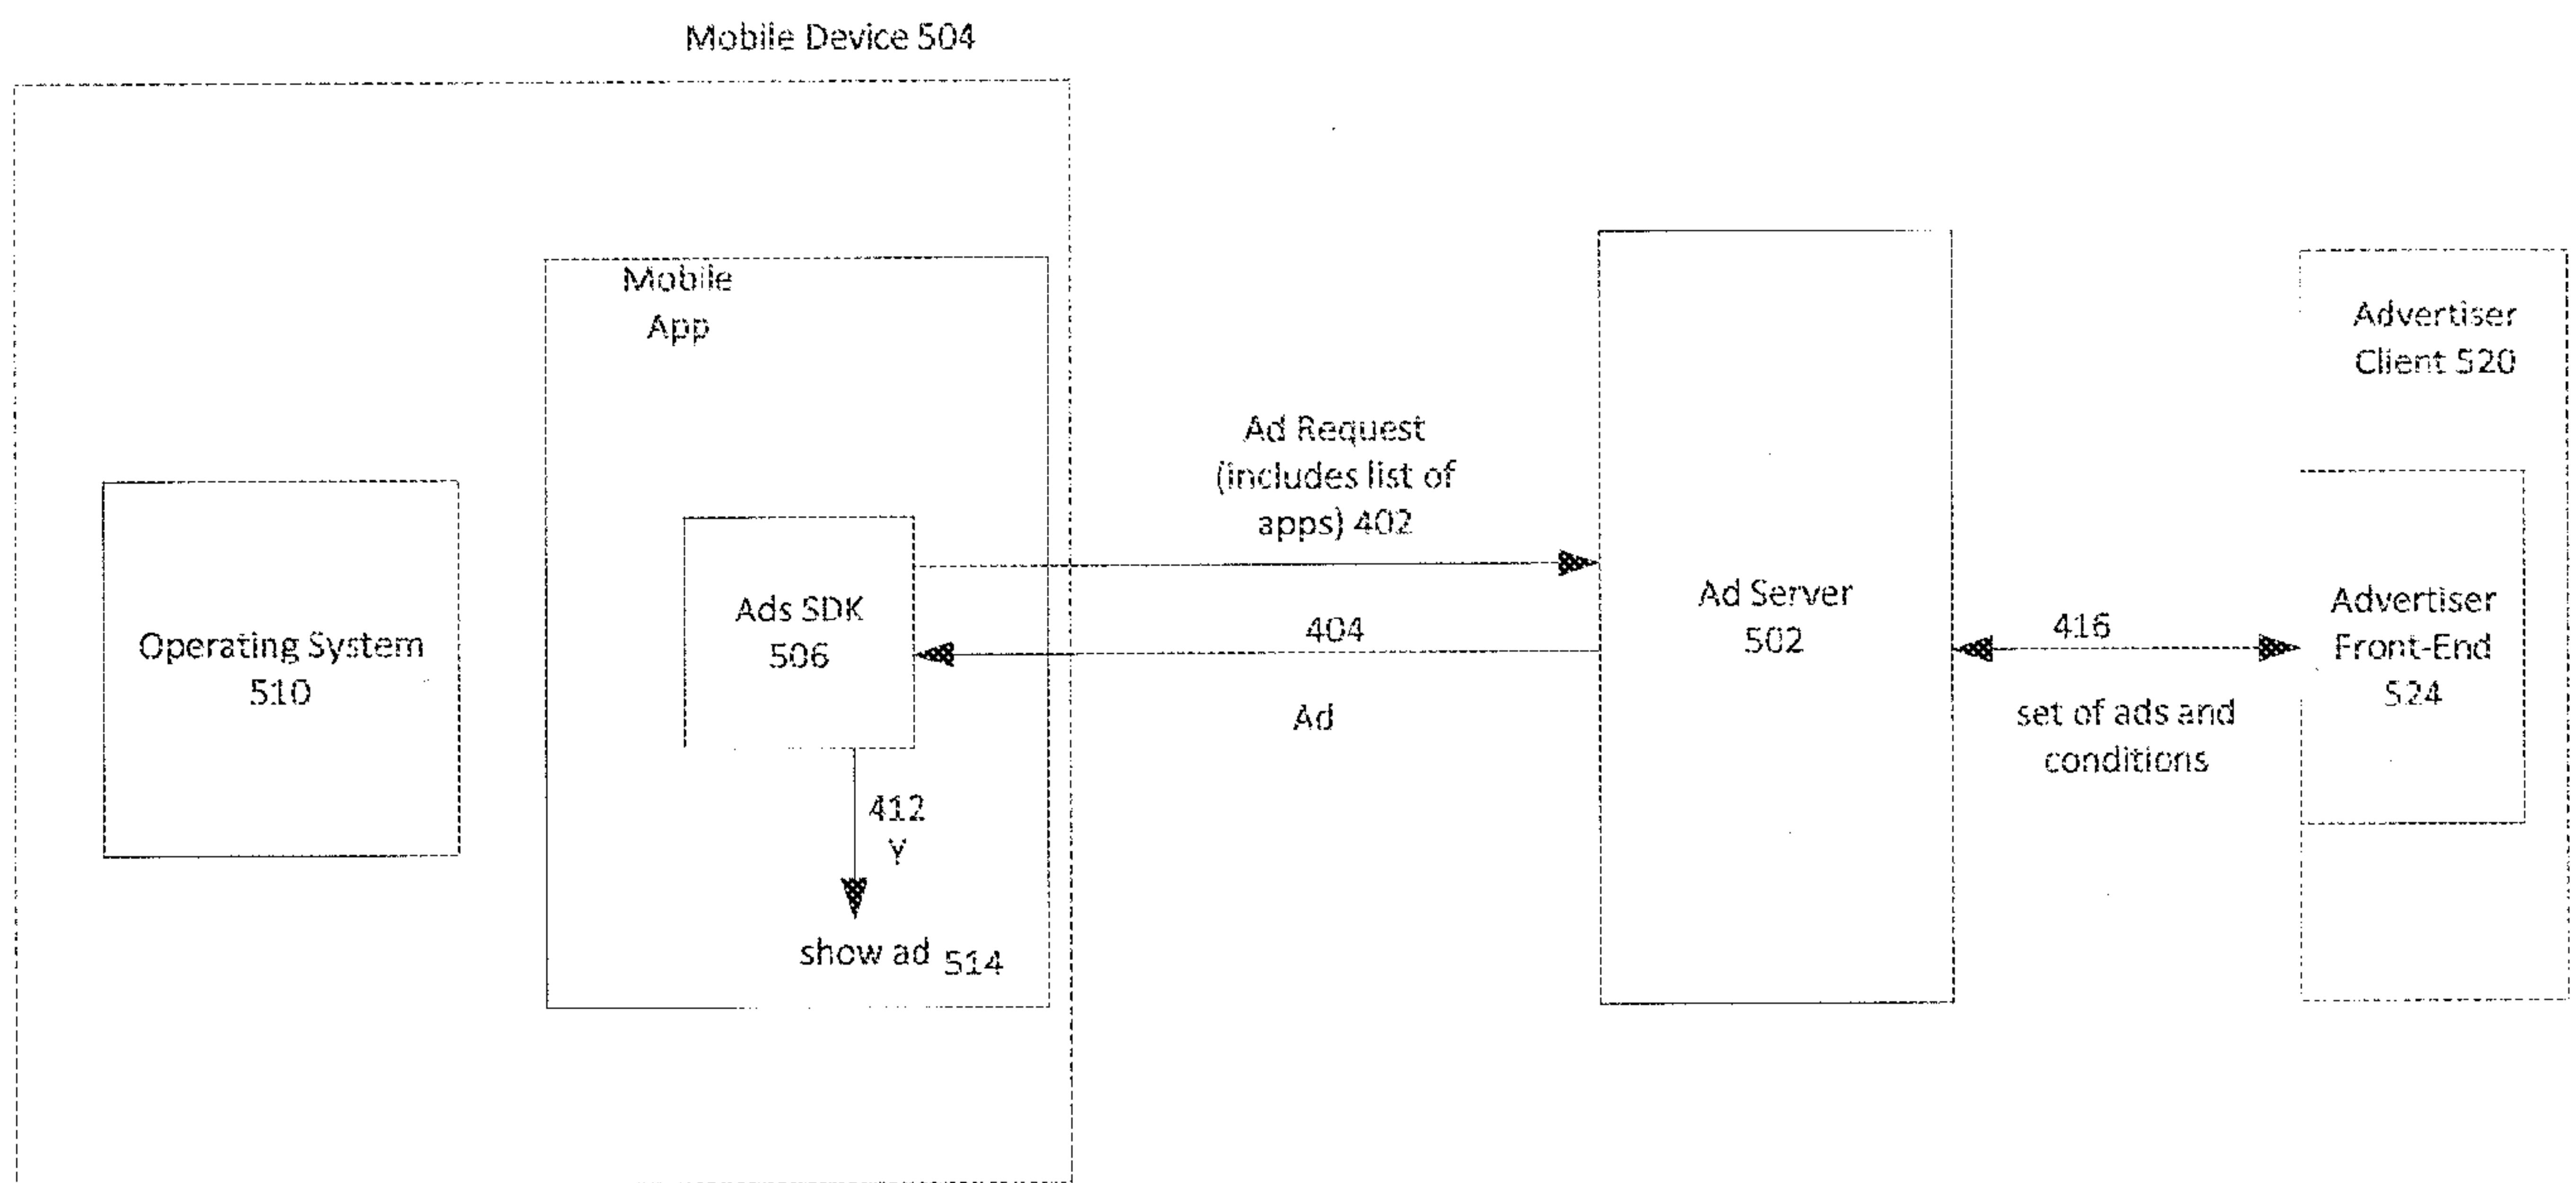 Mobile Device 504
Mobile
App
Operating System
510
Ads SDK
506
412
Y
show ad 514
Ad Request
(includes list of
apps) 402
404
Ad
Ad Server
502
416
set of ads and
conditions
Advertiser
Client 520
Advertiser
Front-End
524